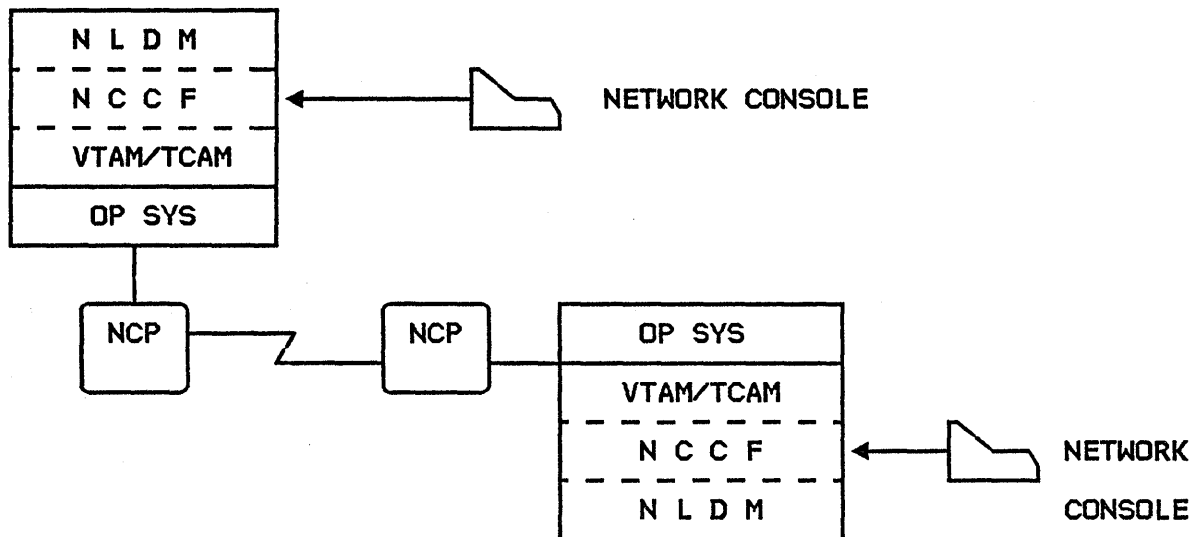 N L D M
N C C F
NETWORK CONSOLE
VTAM/TCAM
OP SYS
NCP
NCP
OP SYS
VTAM/TCAM
N C C F
NETWORK
N L D M
CONSOLE